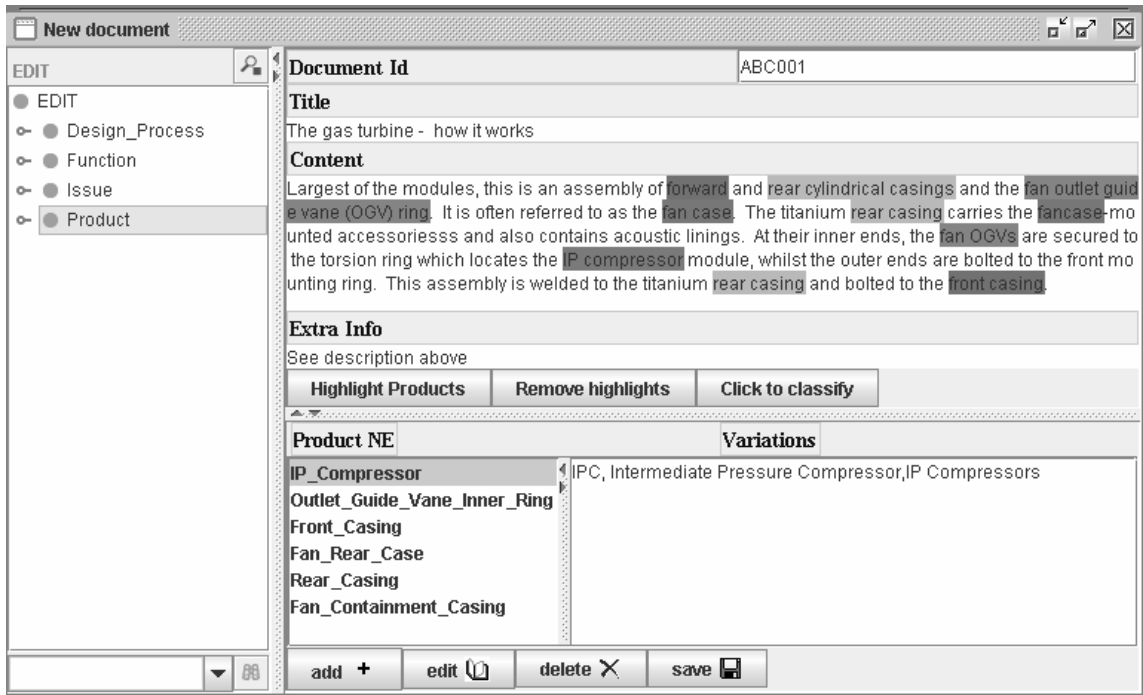 New document
EDIT
EDIT
Design_Process
Function
Issue
Product
Document Id
ABC001
Title
The gas turbine - how it works
Content
Largest of the modules, this is an assembly of forward and rear cylindrical casings and the fan outlet guid
e vane (OGV) ring. It is often referred to as the fan case. The titanium rear casing carries the fancase-mo
unted accessoriesss and also contains acoustic linings. At their inner ends, the fan OGVs are secured to
the torsion ring which locates the IP compressor module, whilst the outer ends are bolted to the front mo
unting ring. This assembly is welded to the titanium rear casing and bolted to the front casing.
Extra Info
See description above
Highlight Products Remove highlights Click to classify
Product NE
Variations
IP_Compressor
Outlet_Guide_Vane_Inner_Ring
Front_Casing
Fan_Rear_Case
Rear_Casing
Fan_Containment_Casing
IPC, Intermediate Pressure Compressor,IP Compressors
add + edit delete save